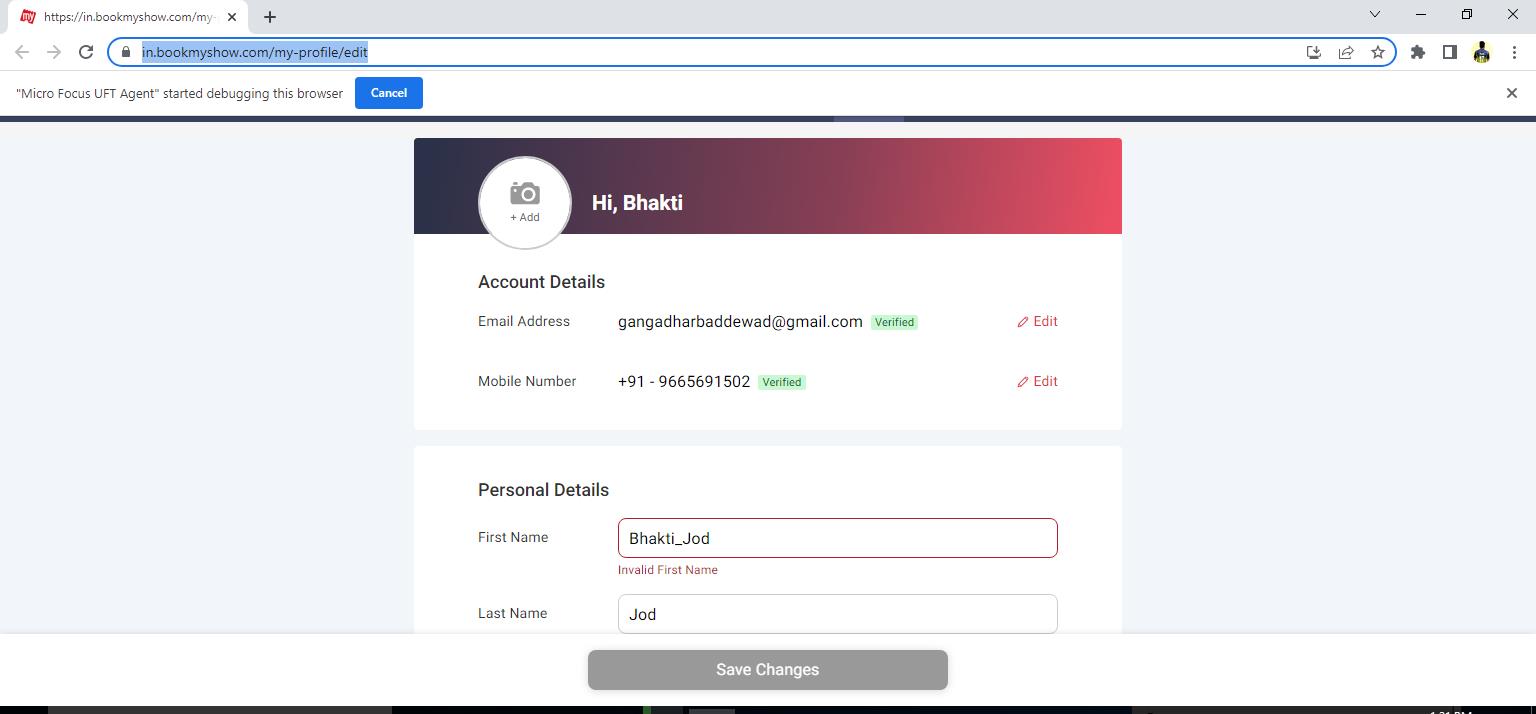 my https://in.bookmyshow.com/my-
in.bookmyshow.com/my-profile/edit
"Micro Focus UFT Agent" started debugging this browser Cancel
+ Add
Hi, Bhakti
Account Details
Email Address gangadharbaddewad@gmail.com Verified Edit
Mobile Number +91 - 9665691502 Verified Edit
Personal Details
First Name Bhakti_Jod
Invalid First Name
Last Name Jod
Save Changes